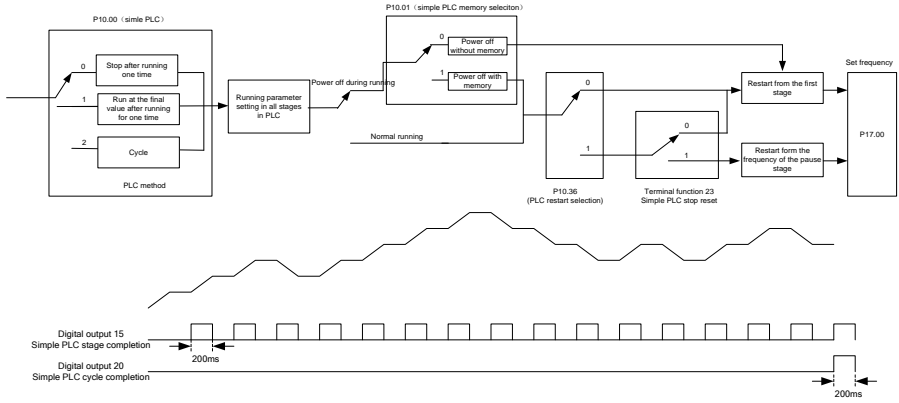 P10.00（simle PLC）
0
Stop after running
one time
1
Run at the final
value after running
for one time
2
Cycle
PLC method
Running parameter
setting in all stages
in PLC
Power off during running
Normal running
P10.01（simple PLC memory seleciton）
0
Power off
without memory
1
Power off with
memory
0
1
P10.36
(PLC restart selection)
0
1
Terminal function 23
Simple PLC stop reset
Restart from the first
stage
Restart form the
frequency of the pause
stage
Set frequency
P17.00
Digital output 15
Simple PLC stage completion
200ms
Digital output 20
Simple PLC cycle completion
200ms